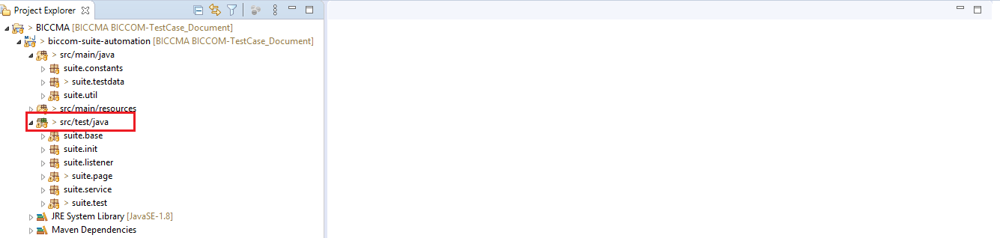 Project Explorer
> BICCMA [BICCMA BICCOM-TestCase_Document]
> biccom-suite-automation [BICCMA BICCOM-TestCase_Document]
> src/main/java
suite.constants
> suite.testdata
suite.util
> src/main/resources
> src/test/java
suite.base
suite.init
suite.listener
> suite.page
suite.service
> suite.test
JRE System Library [JavaSE-1.8]
Maven Dependencies